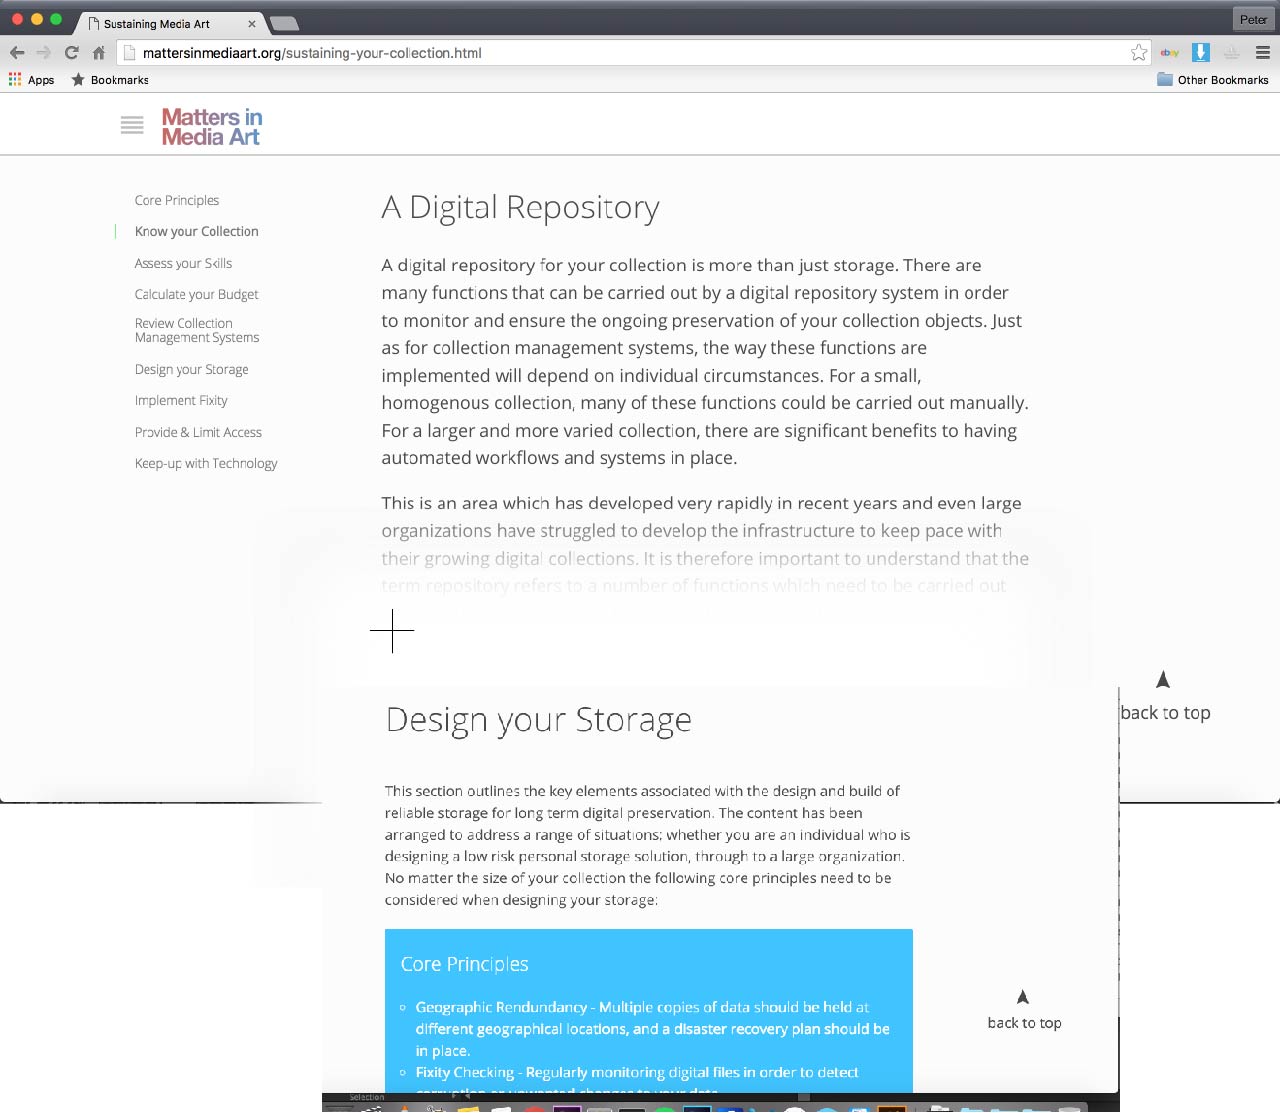 Sustaining Media Art
Peter
mattersinmediaart.org/sustaining-your-collection.html
ebay
Apps
Bookmarks
Other Bookmarks
Matters in
Media Art
Core Principles
Know your Collection
Assess your Skills
Calculate your Budget
Review Collection
Management Systems
Design your Storage
Implement Fixity
Provide & Limit Access
Keep-up with Technology
A Digital Repository
A digital repository for your collection is more than just storage. There are
many functions that can be carried out by a digital repository system in order
to monitor and ensure the ongoing preservation of your collection objects. Just
as for collection management systems, the way these functions are
implemented will depend on individual circumstances. For a small,
homogenous collection, many of these functions could be carried out manually.
For a larger and more varied collection, there are significant benefits to having
automated workflows and systems in place.
This is an area which has developed very rapidly in recent years and even large
organizations have struggled to develop the infrastructure to keep pace with
their growing digital collections. It is therefore important to understand that the
term repository refers to a number of functions which need to be carried out
back to top
Design your Storage
This section outlines the key elements associated with the design and build of
reliable storage for long term digital preservation. The content has been
arranged to address a range of situations; whether you are an individual who is
designing a low risk personal storage solution, through to a large organization.
No matter the size of your collection the following core principles need to be
considered when designing your storage:
Core Principles
Geographic Rendundancy - Multiple copies of data should be held at
different geographical locations, and a disaster recovery plan should be
in place.
Fixity Checking - Regularly monitoring digital files in order to detect
corruption or unwanted changes to your data.
back to top
Selection